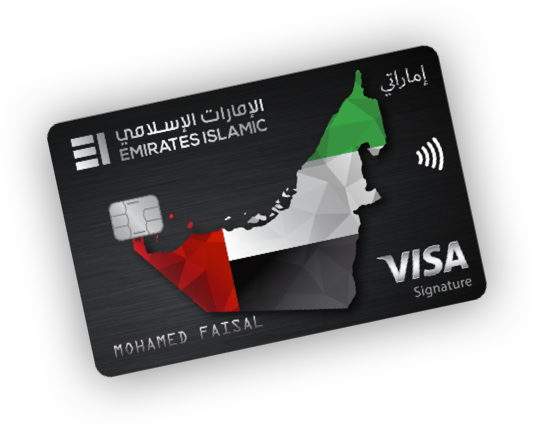 إماراتي
الإمارات الإسلامي
EMIRATES ISLAMIC
VISA
Signature
MOHAMED FAISAL